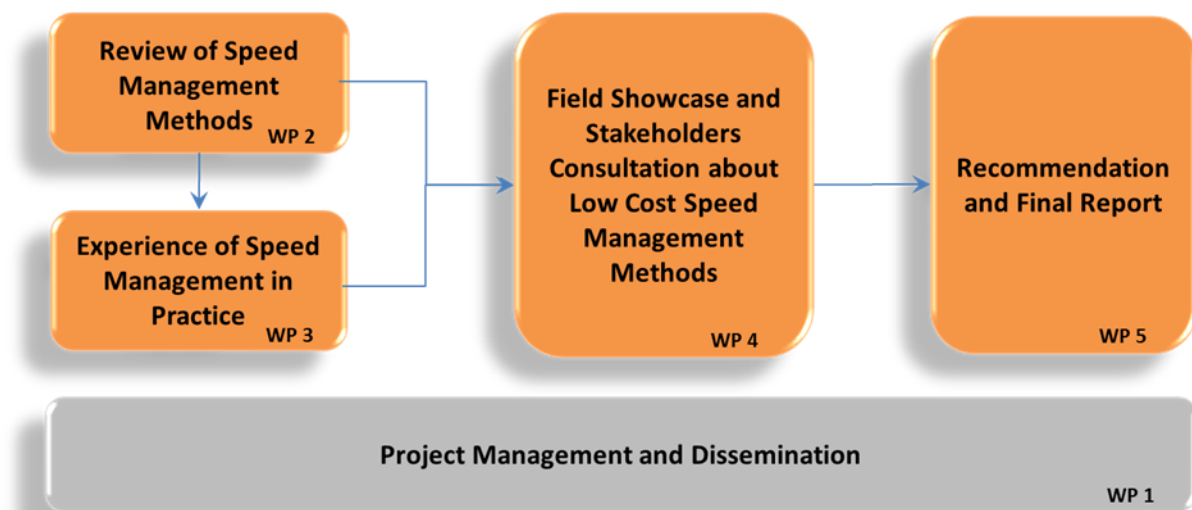 Review of Speed
Management
Methods
WP 2
Experience of Speed
Management in
Practice
WP 3
Field Showcase and
Stakeholders
Consultation about
Low Cost Speed
Management
Methods
WP 4
Recommendation
and Final Report
WP 5
Project Management and Dissemination
WP 1